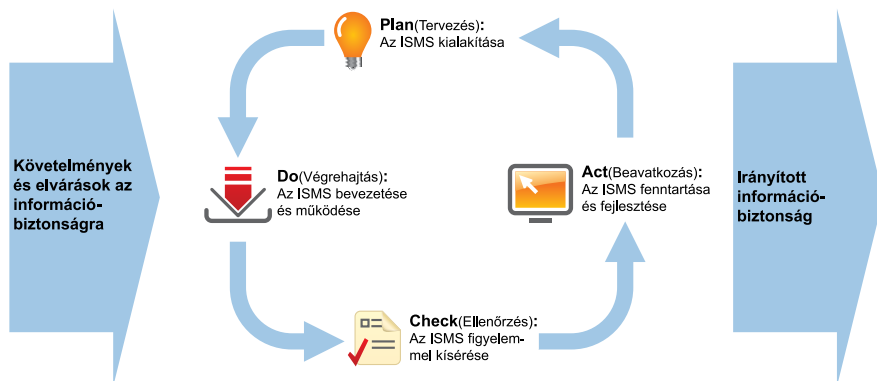 Követelmények
és elvárások az
információ-
biztonságra
Plan(Tervezés):
Az ISMS kialakítása
Do(Végrehajtás):
Az ISMS bevezetése
és működése
Check(Ellenőrzés):
Az ISMS figyelem-
mel kísérése
Act(Beavatkozás):
Az ISMS fenntartása
és fejlesztése
Irányított
információ-
biztonság